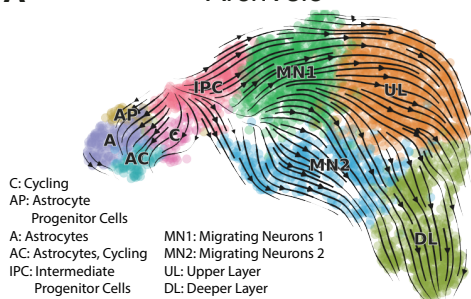 MN1
IPC
UL
AP
C
A
AC
MN2
DL
C: Cycling
AP: Astrocyte
Progenitor Cells
A: Astrocytes
AC: Astrocytes, Cycling
IPC: Intermediate
Progenitor Cells
MN1: Migrating Neurons 1
MN2: Migrating Neurons 2
UL: Upper Layer
DL: Deeper Layer